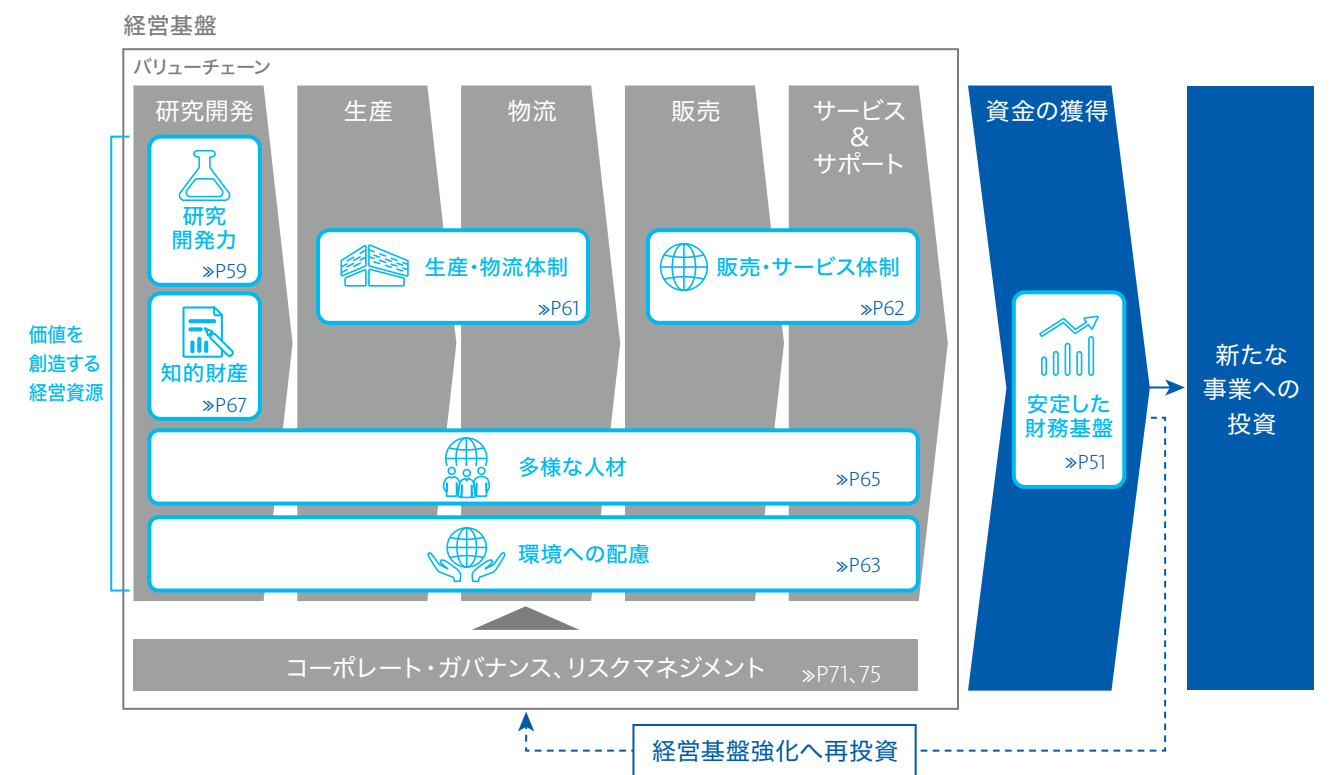 経営基盤
バリューチェーン
研究開発
生産
物流
販売
サービス
&
サポート
資金の獲得
価値を
創造する
経営資源
研究
開発力
≫P59
知的財産
≫P67
生産・物流体制
≫P61
販売・サービス体制
≫P62
多様な人材
≫P65
環境への配慮
≫P63
安定した
財務基盤
≫P51
新たな
事業への
投資
コーポレート・ガバナンス、リスクマネジメント ≫P71、75
経営基盤強化へ再投資